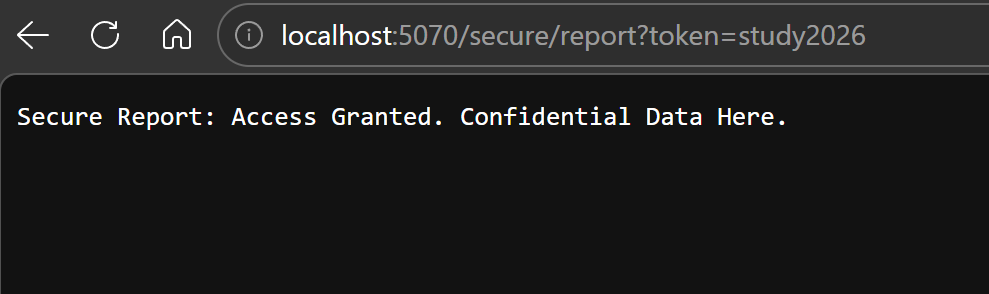 localhost:5070/secure/report?token=study2026
Secure Report: Access Granted. Confidential Data Here.